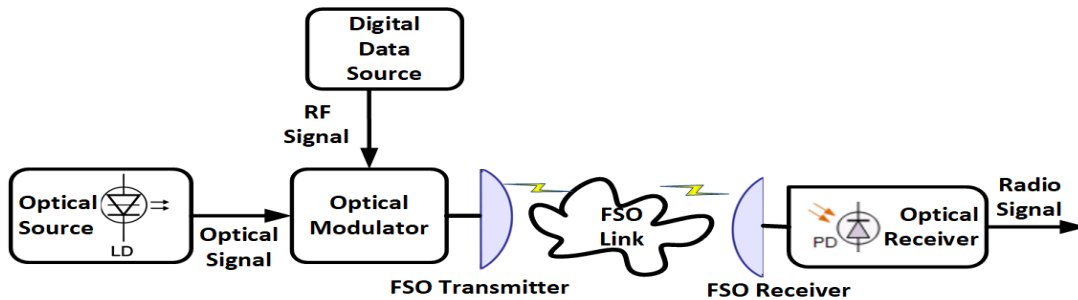 Digital
Data
Source
RF
Signal
Optical
Source
LD
Optical
Signal
Optical
Modulator
FSO Transmitter
FSO
Link
FSO Receiver
PD
Optical
Receiver
Radio
Signal